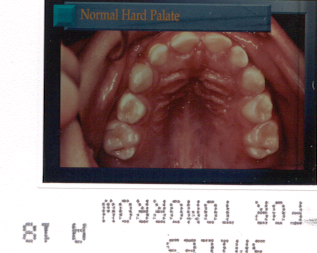 Normal Hard Palate
SMILES
FOR TOMORROW
A 18